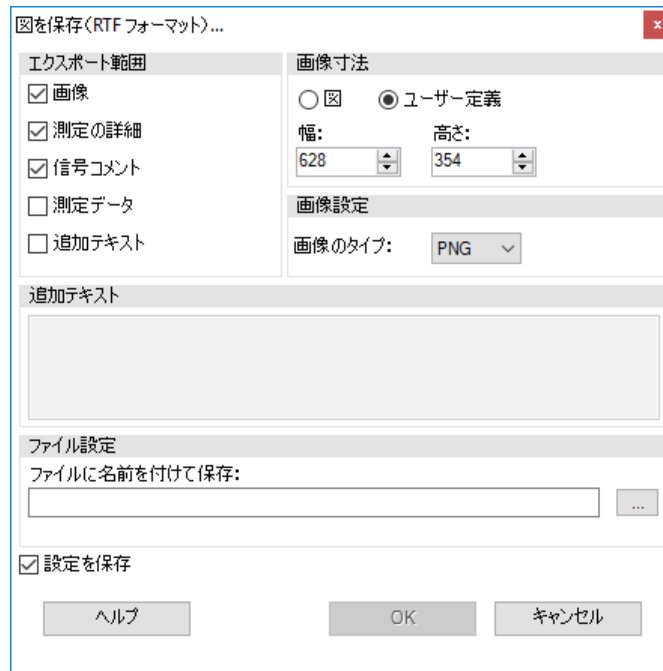 図を保存(RTF フォーマット)...
x
エクスポート範囲
画像
測定の詳細
信号コメント
測定データ
追加テキスト
画像寸法
図
ユーザー定義
幅:
高さ:
628
354
画像設定
画像のタイプ:
PNG
追加テキスト
ファイル設定
ファイルに名前を付けて保存:
...
設定を保存
ヘルプ
OK
キャンセル